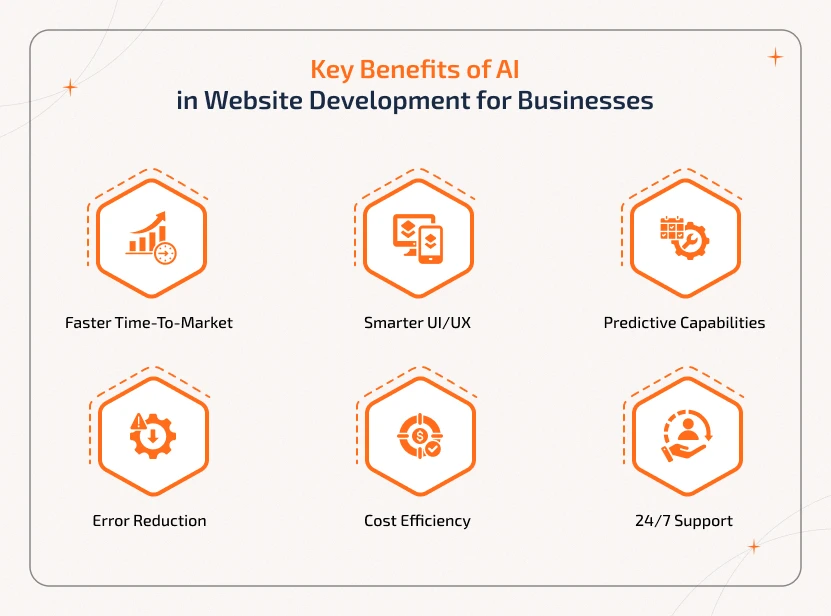 Key Benefits of AI
in Website Development for Businesses
Faster Time-To-Market
Smarter UI/UX
Predictive Capabilities
$
Error Reduction
Cost Efficiency
24/7 Support